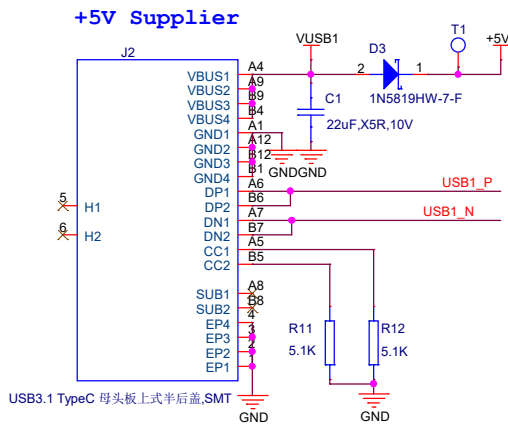 +5V Supplier
T1
J2
VUSB1
D3
+5V
VBUS1 A4
2
1
VBUS2 A9
1N5819HW-7-F
VBUS3 B9
C1
VBUS4 B4
22uF,X5R,10V
GND1 A1
GND2 A12
GND3 B12
GND GND
GND4 B1
DP1 A6
USB1_P
5
H1
DP2 B6
DN1 A7
USB1_N
6
H2
DN2 B7
CC1 A5
CC2 B5
SUB1 A8
SUB2 B8
EP4 4
R11
R12
EP3 3
5.1K
5.1K
EP2 2
EP1 1
USB3.1 TypeC 母头板上式半后盖,SMT
GND
GND